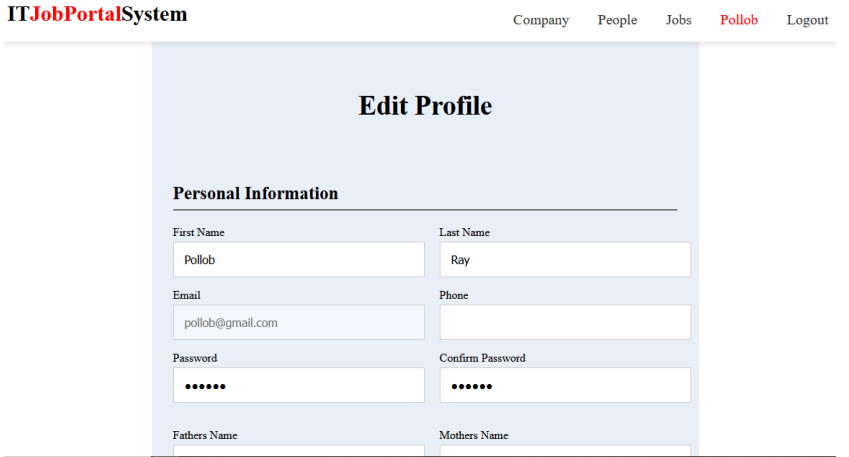 ITJobPortalSystem
Company People Jobs Pollob Logout
Edit Profile
Personal Information
First Name Last Name
Pollob Ray
Email Phone
pollob@gmail.com
Password Confirm Password
•••••• ••••••
Fathers Name Mothers Name